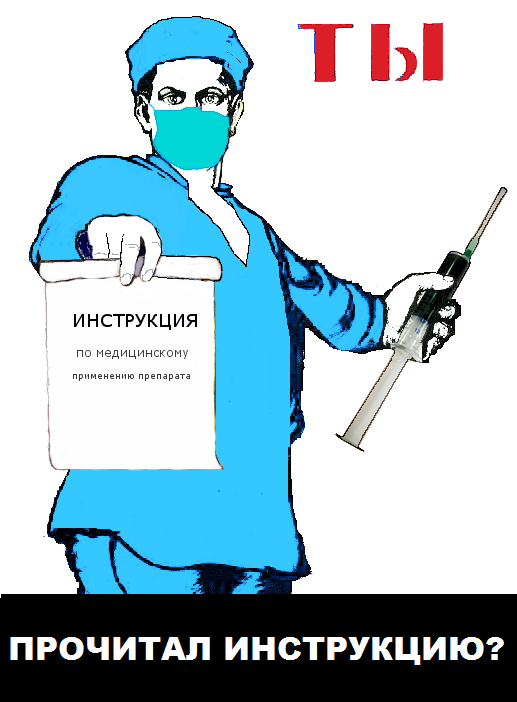 ТЫ
ИНСТРУКЦИЯ
по медицинскому
применению препарата
ПРОЧИТАЛ ИНСТРУКЦИЮ?